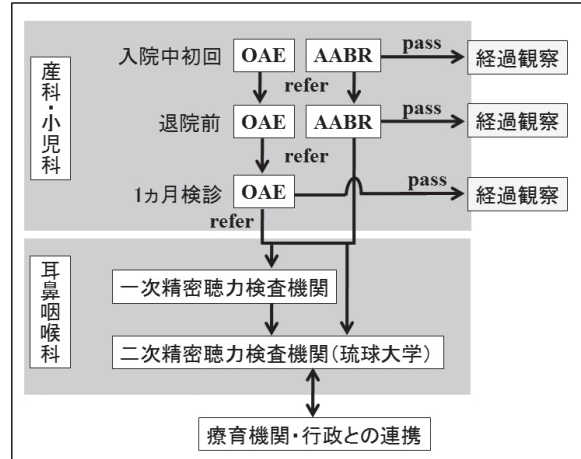 産科・小児科
入院中初回 OAE AABR pass 経過観察
refer
退院前 OAE AABR pass 経過観察
refer
1ヵ月検診 OAE pass 経過観察
refer
耳鼻咽喉科
一次精密聴力検査機関
二次精密聴力検査機関(琉球大学)
療育機関・行政との連携